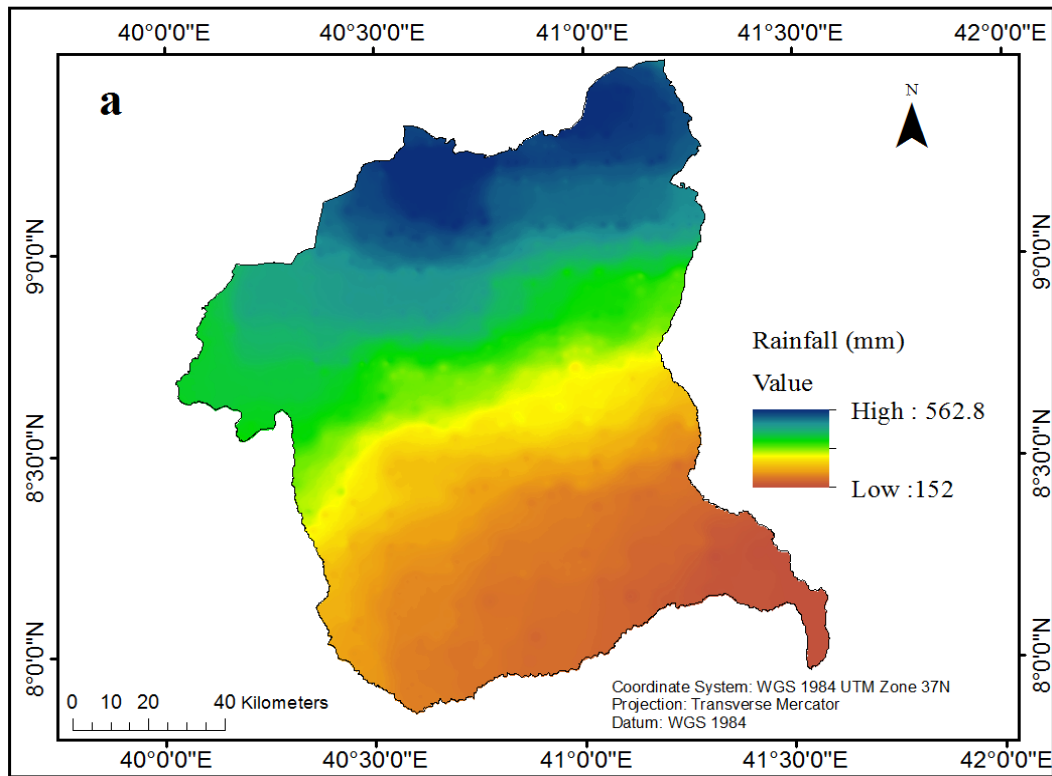 40°0'0"E 40°30'0"E 41°0'0"E 41°30'0"E 42°0'0"E
a
N
9°0'0"N 9°0'0"N
Rainfall (mm)
Value
High : 562.8
8°30'0"N 8°30'0"N
Low :152
8°0'0"N 8°0'0"N
Coordinate System: WGS 1984 UTM Zone 37N
Projection: Transverse Mercator
Datum: WGS 1984
0 10 20 40 Kilometers
40°0'0"E 40°30'0"E 41°0'0"E 41°30'0"E 42°0'0"E